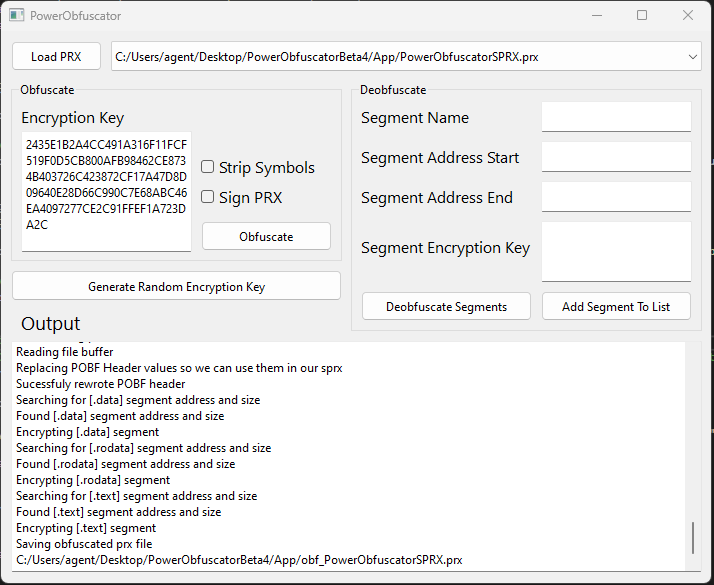 PowerObfuscator
Load PRX
C:/Users/agent/Desktop/PowerObfuscatorBeta4/App/PowerObfuscatorSPRX.prx
Obfuscate
Encryption Key
2435E1B2A4CC491A316F11FCF
519F0D5CB800AFB98462CE873
4B403726C423872CF17A47D8D
09640E28D66C990C7E68ABC46
EA4097277CE2C91FFEF1A723D
A2C
Strip Symbols
Sign PRX
Obfuscate
Generate Random Encryption Key
Deobfuscate
Segment Name
Segment Address Start
Segment Address End
Segment Encryption Key
Deobfuscate Segments
Add Segment To List
Output
Reading file buffer
Replacing POBF Header values so we can use them in our sprx
Sucessfuly rewrote POBF header
Searching for [.data] segment address and size
Found [.data] segment address and size
Encrypting [.data] segment
Searching for [.rodata] segment address and size
Found [.rodata] segment address and size
Encrypting [.rodata] segment
Searching for [.text] segment address and size
Found [.text] segment address and size
Encrypting [.text] segment
Saving obfuscated prx file
C:/Users/agent/Desktop/PowerObfuscatorBeta4/App/obf_PowerObfuscatorSPRX.prx